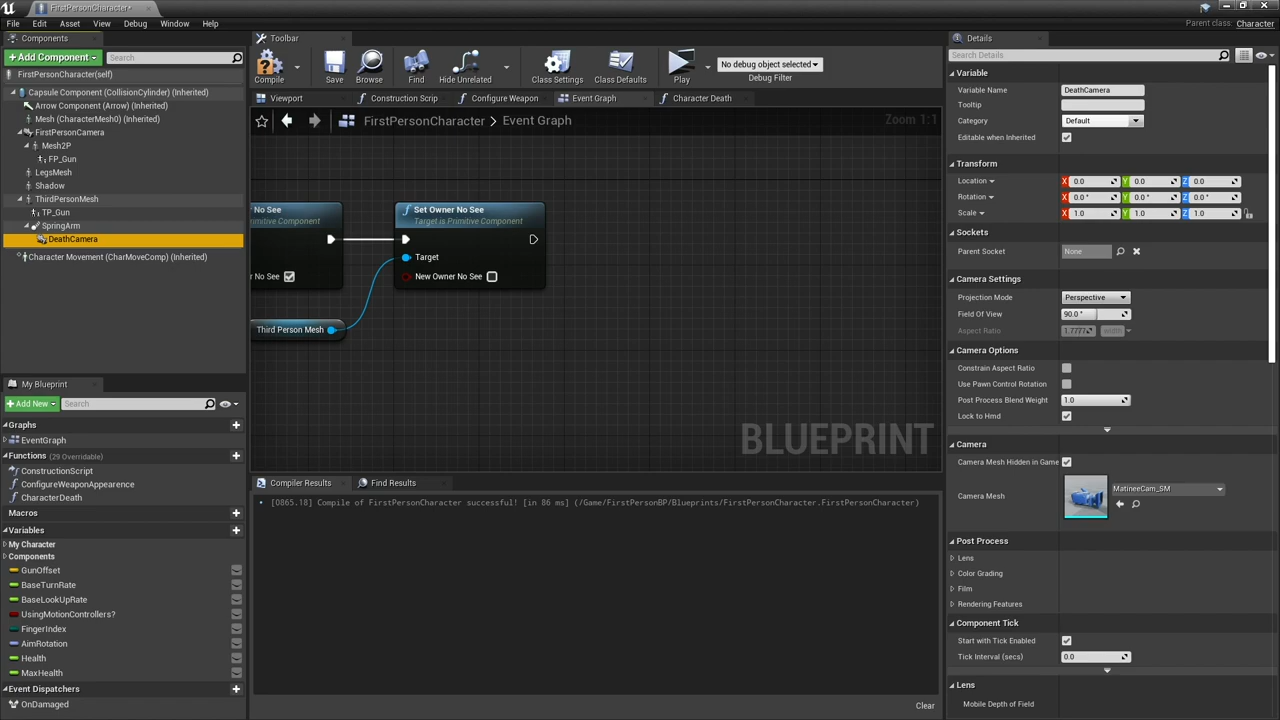 FirstPersonCharacter*
File Edit Asset View Debug Window Help
Parent class: Character
Components
Toolbar
Details
Add Component
Search
Search Details
FirstPersonCharacter(self)
Capsule Component (CollisionCylinder) (Inherited)
Arrow Component (Arrow) (Inherited)
Mesh (CharacterMesh0) (Inherited)
FirstPersonCamera
Mesh2P
FP_Gun
LegsMesh
Shadow
ThirdPersonMesh
TP_Gun
SpringArm
DeathCamera
Character Movement (CharMoveComp) (Inherited)
My Blueprint
Add New
Search
Graphs
EventGraph
Functions (29 Overridable)
ConstructionScript
ConfigureWeaponAppearence
CharacterDeath
Macros
Variables
My Character
Components
GunOffset
BaseTurnRate
BaseLookUpRate
UsingMotionControllers?
FingerIndex
AimRotation
Health
MaxHealth
Event Dispatchers
OnDamaged
Compile Save Browse Find Hide Unrelated Class Settings Class Defaults Play
No debug object selected
Debug Filter
Viewport Construction Scrip Configure Weapon Event Graph Character Death
FirstPersonCharacter > Event Graph
Zoom 1:1
No See
Set Owner No See
rimitive Component
Target is Primitive Component
Target
r No See
New Owner No See
Third Person Mesh
BLUEPRINT
Compiler Results
Find Results
[0865.18] Compile of FirstPersonCharacter successful! [in 86 ms] (/Game/FirstPersonBP/Blueprints/FirstPersonCharacter.FirstPersonCharacter)
Clear
Variable
Variable Name DeathCamera
Tooltip
Category Default
Editable when Inherited
Transform
Location X 0.0 Y 0.0 Z 0.0
Rotation X 0.0 ° Y 0.0 ° Z 0.0 °
Scale X 1.0 Y 1.0 Z 1.0
Sockets
Parent Socket None
Camera Settings
Projection Mode Perspective
Field Of View 90.0 °
Aspect Ratio 1.7777 width
Camera Options
Constrain Aspect Ratio
Use Pawn Control Rotation
Post Process Blend Weight 1.0
Lock to Hmd
Camera
Camera Mesh Hidden in Game
Camera Mesh MatineeCam_SM
Post Process
Lens
Color Grading
Film
Rendering Features
Component Tick
Start with Tick Enabled
Tick Interval (secs) 0.0
Lens
Mobile Depth of Field